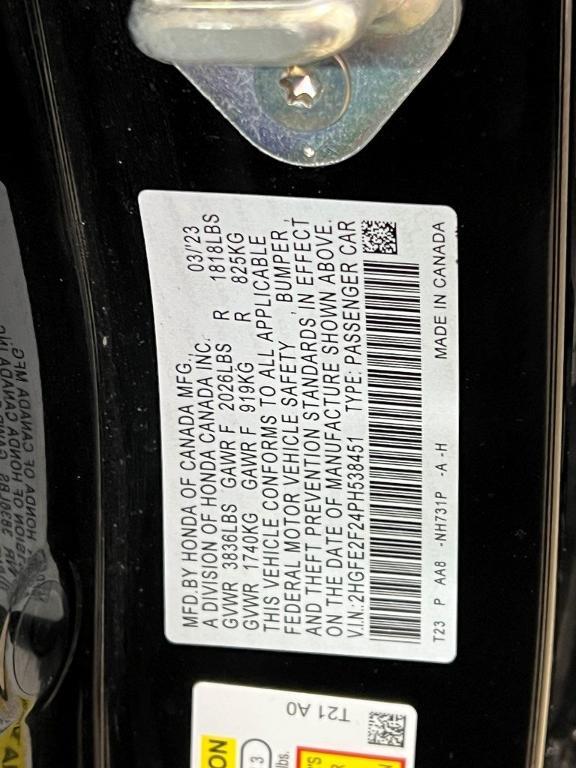 MFD.BY HONDA OF CANADA MFG., 03/23
A DIVISION OF HONDA CANADA INC.
GVWR 3836LBS GAWR F 2026LBS R 1818LBS
GVWR 1740KG GAWR F 919KG R 825KG
THIS VEHICLE CONFORMS TO ALL APPLICABLE
FEDERAL MOTOR VEHICLE SAFETY , BUMPER ,
AND THEFT PREVENTION STANDARDS IN EFFECT
ON THE DATE OF MANUFACTURE SHOWN ABOVE.
V.I.N.:2HGFE2F24PH538451 TYPE: PASSENGER CAR
T23 P AA8 -NH731P -A -H MADE IN CANADA
T21 A0
ON
3
lbs.